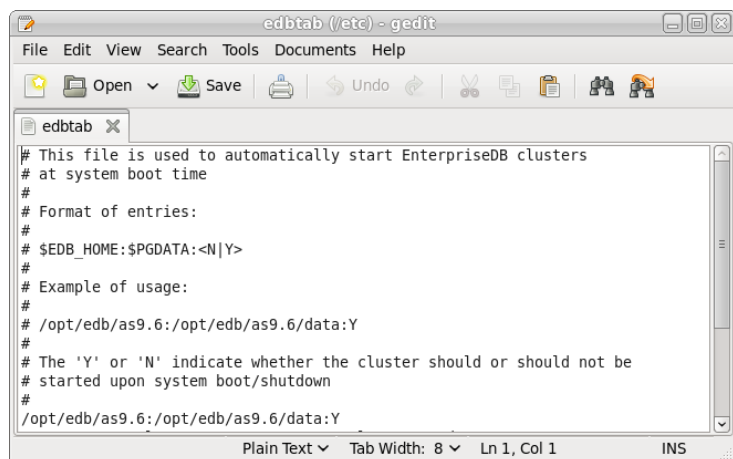 edbtab (/etc) - gedit
File Edit View Search Tools Documents Help
Open Save Undo
edbtab
# This file is used to automatically start EnterpriseDB clusters
# at system boot time
#
# Format of entries:
#
# $EDB_HOME:$PGDATA:<N|Y>
#
# Example of usage:
#
# /opt/edb/as9.6:/opt/edb/as9.6/data:Y
#
# The 'Y' or 'N' indicate whether the cluster should or should not be
# started upon system boot/shutdown
#
/opt/edb/as9.6:/opt/edb/as9.6/data:Y
Plain Text Tab Width: 8 Ln 1, Col 1 INS